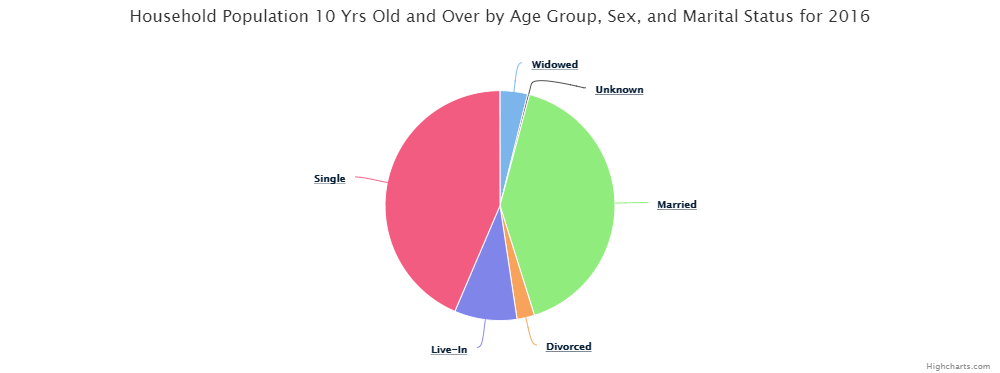 Household Population 10 Yrs Old and Over by Age Group, Sex, and Marital Status for 2016
Widowed
Unknown
Single
Married
Live-In
Divorced
Highcharts.com